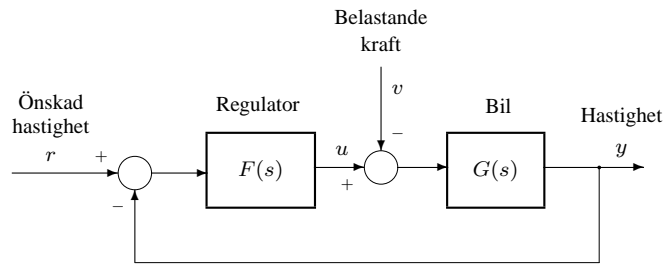 Belastande
kraft
v
−
Önskad
hastighet
r
+
−
Regulator
F(s)
u
+
Bil
G(s)
Hastighet
y